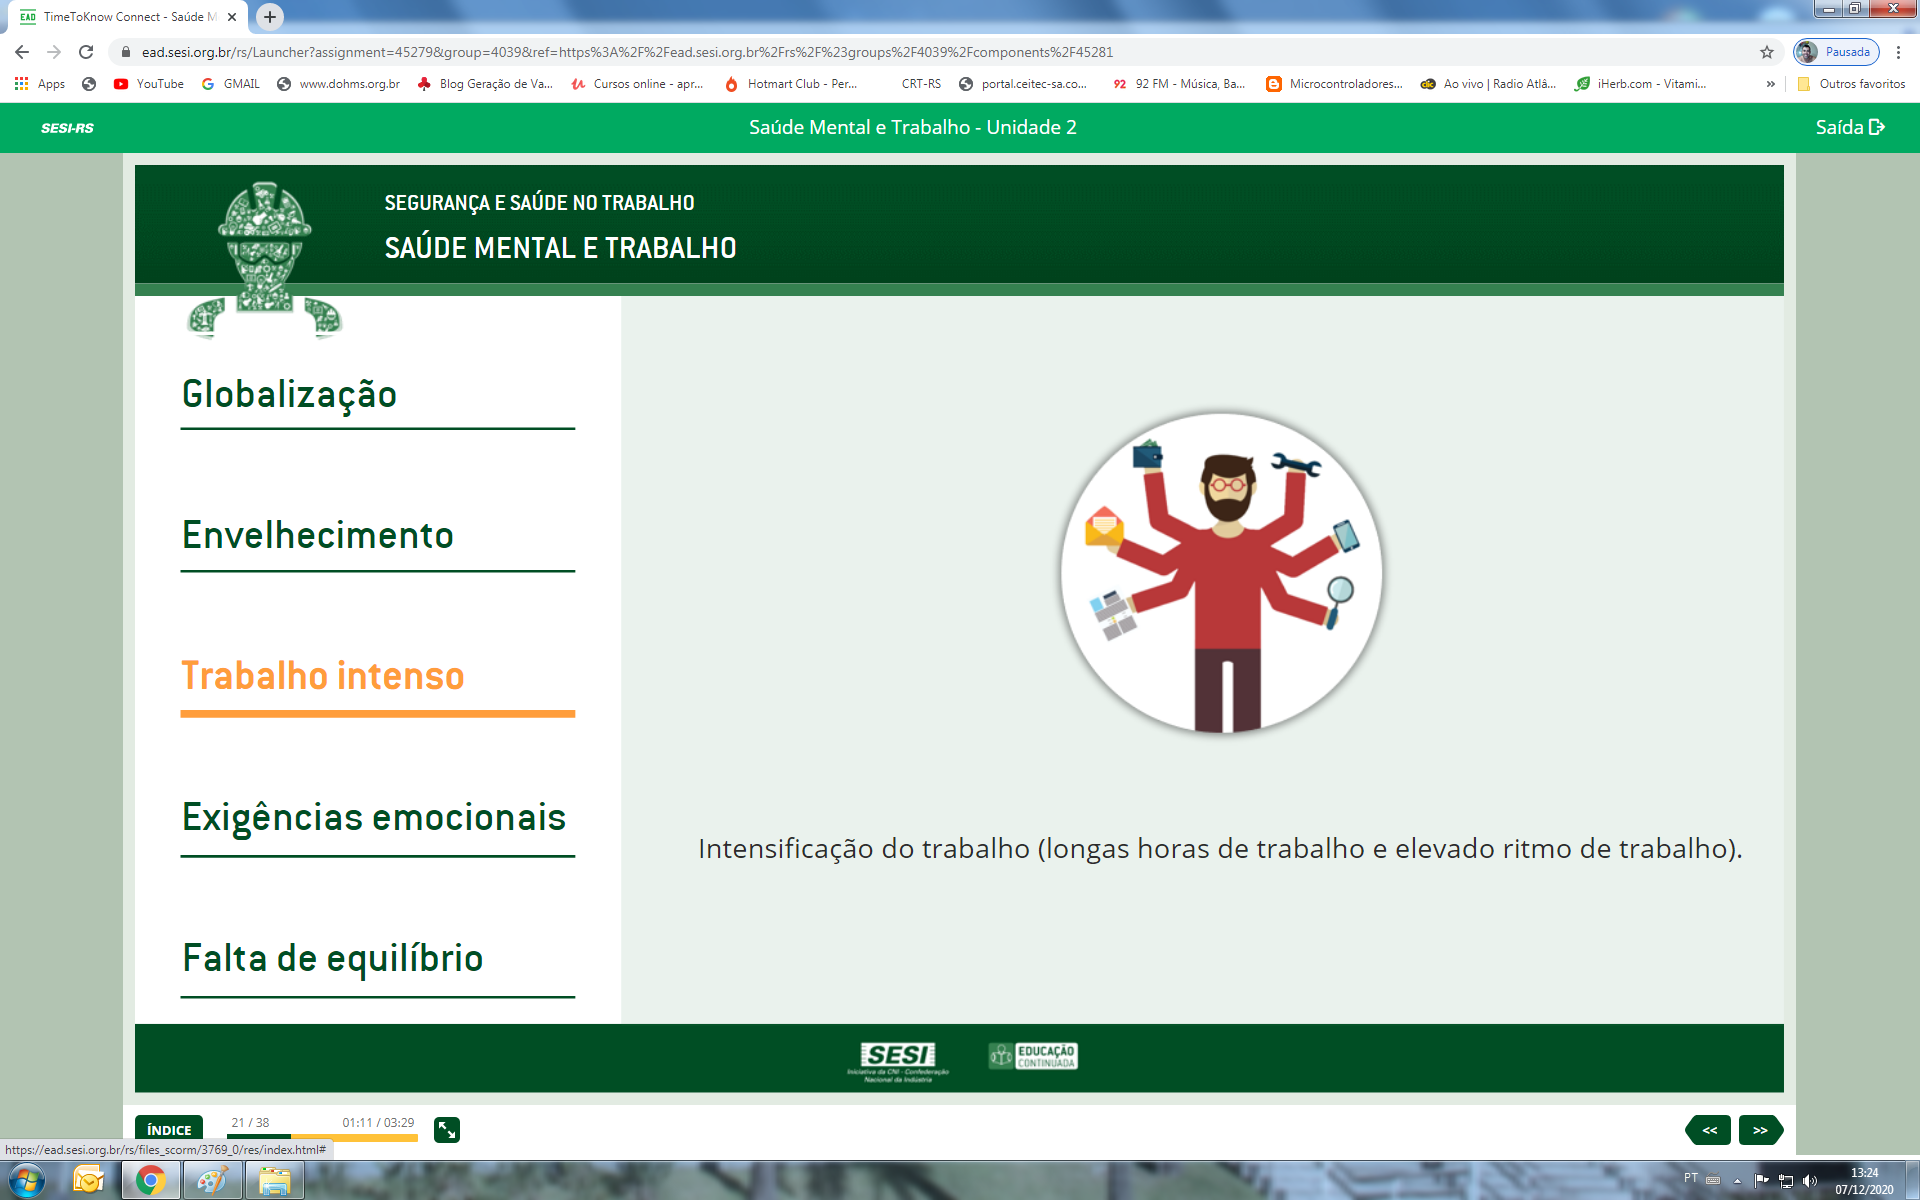 EAD TimeToKnow Connect - Saúde M
ead.sesi.org.br/rs/Launcher?assignment=45279&group=4039&ref=https%3A%2F%2Fead.sesi.org.br%2Frs%2F%23groups%2F4039%2Fcomponents%2F45281
Pausada
Apps YouTube GMAIL www.dohms.org.br Blog Geração de Va... Cursos online - apr... Hotmart Club - Per... CRT-RS portal.ceitec-sa.co... 92 92 FM - Música, Ba... Microcontroladores... Ao vivo | Radio Atlâ... iHerb.com - Vitami... » Outros favoritos
SESI-RS Saúde Mental e Trabalho - Unidade 2 Saída
SEGURANÇA E SAÚDE NO TRABALHO
SAÚDE MENTAL E TRABALHO
Globalização
Envelhecimento
Trabalho intenso
Exigências emocionais
Falta de equilíbrio
Intensificação do trabalho (longas horas de trabalho e elevado ritmo de trabalho).
SESI
Iniciativa da CNI - Confederação
Nacional da Indústria
EDUCAÇÃO
CONTINUADA
ÍNDICE 21 / 38 01:11 / 03:29 << >>
https://ead.sesi.org.br/rs/files_scorm/3769_0/res/index.html#
PT 13:24
07/12/2020